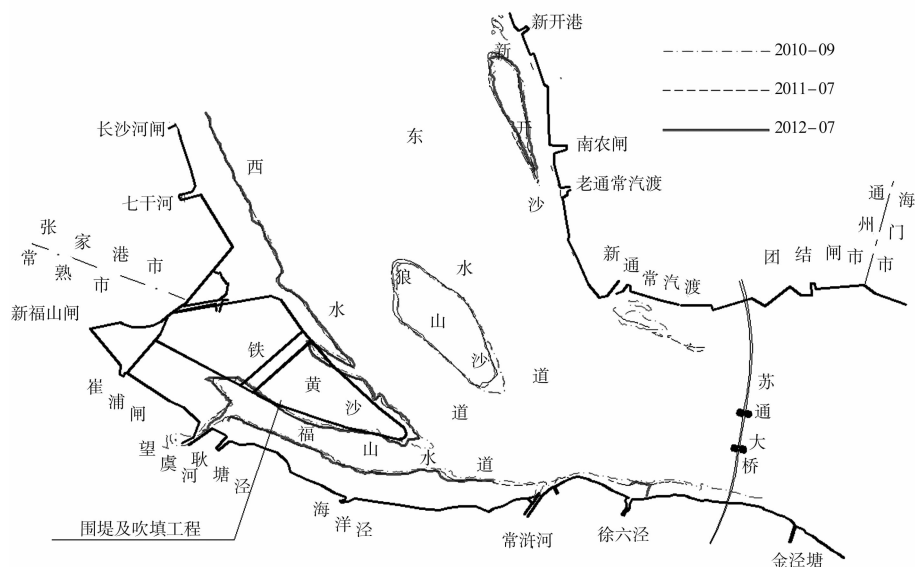 新开港
2010-09
2011-07
2012-07
新开沙
长沙河闸
东水道
南农闸
西水道
七干河
老通常汽渡
张家港市
常熟市
通州市
海门市
新通常汽渡
团结闸
狼山沙
新福山闸
铁黄沙
苏通大桥
崔浦闸
福山水道
望虞河
耿塘泾
海洋泾
围堤及吹填工程
常浒河
徐六泾
金泾塘